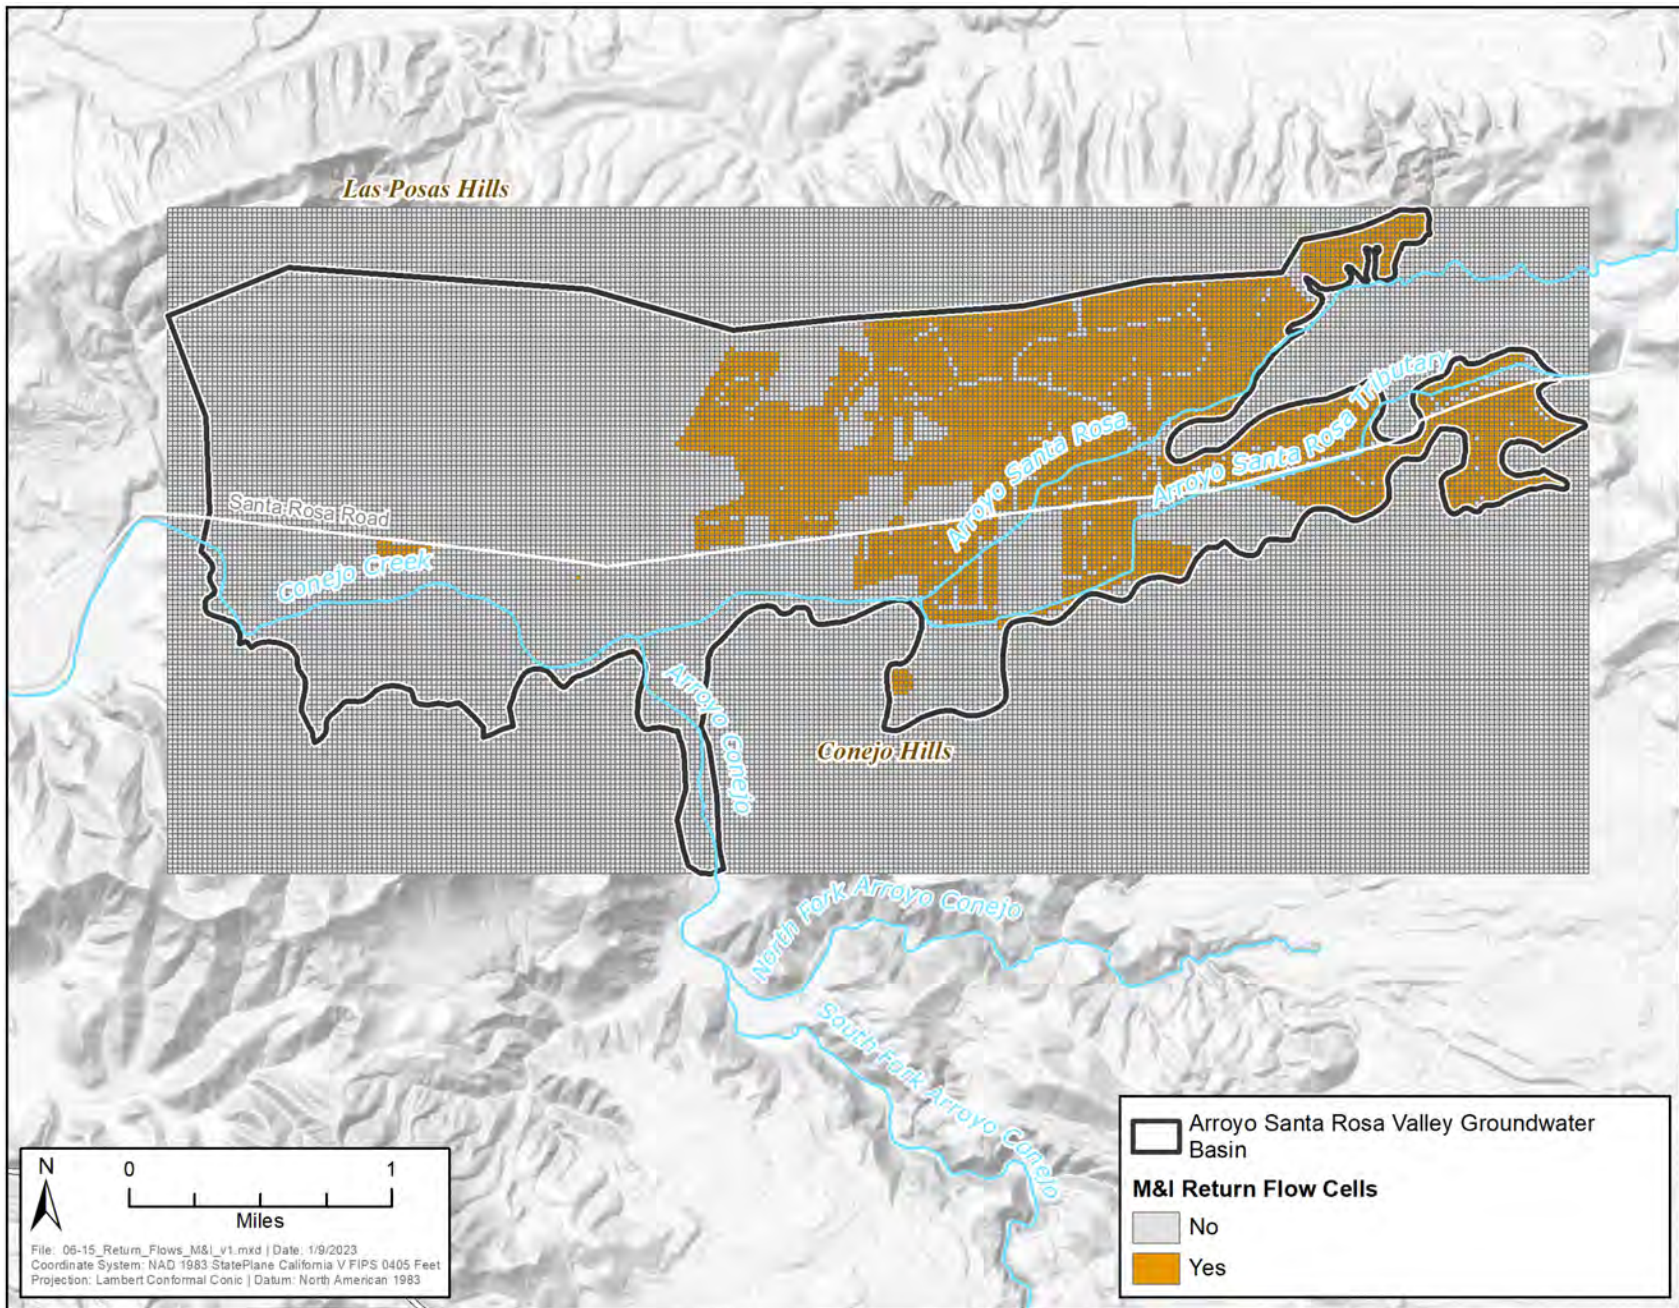 Las Posas Hills
Arroyo Santa Rosa Tributary
Arroyo Santa Rosa
Santa Rosa Road
Conejo Creek
Arroyo Conejo
Conejo Hills
North Fork Arroyo Conejo
South Fork Arroyo Conejo
Arroyo Santa Rosa Valley Groundwater
Basin
M&I Return Flow Cells
No
Yes
N
0 1
Miles
File: 06-15_Return_Flows_M&I_v1.mxd | Date: 1/9/2023
Coordinate System: NAD 1983 StatePlane California V FIPS 0405 Feet
Projection: Lambert Conformal Conic | Datum: North American 1983